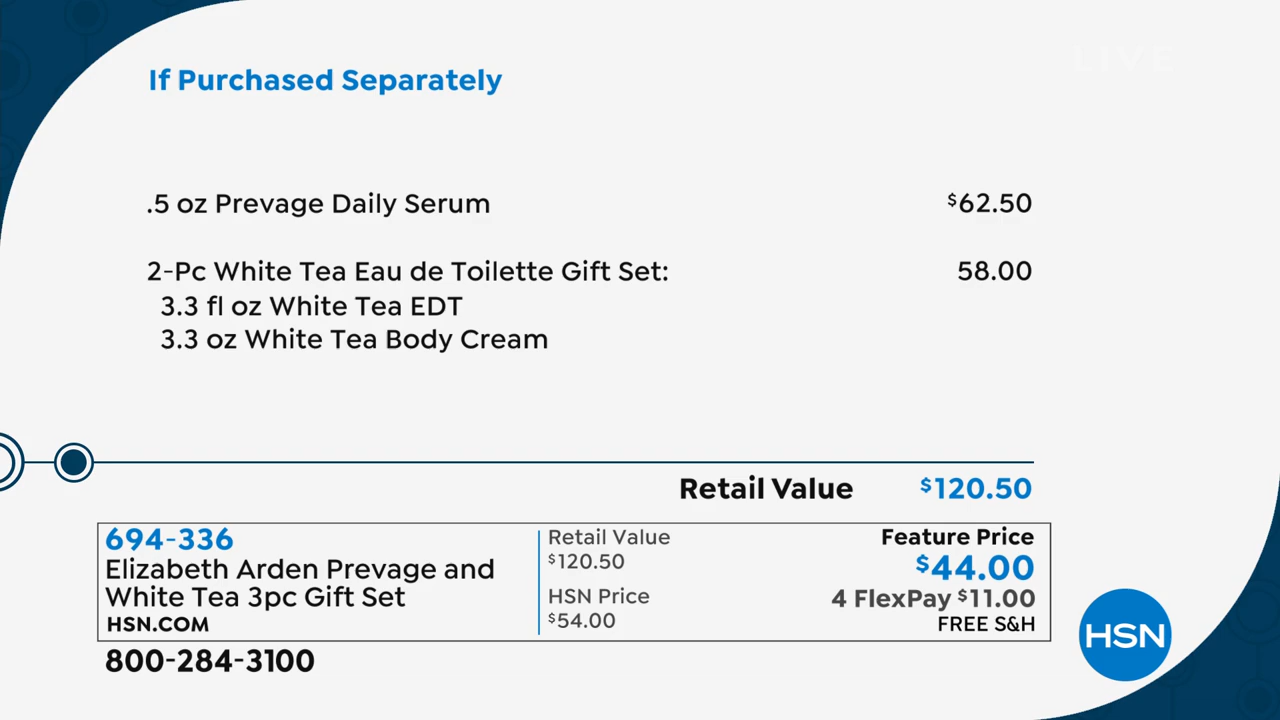 LIVE
If Purchased Separately
.5 oz Prevage Daily Serum $62.50
2-Pc White Tea Eau de Toilette Gift Set: 58.00
3.3 fl oz White Tea EDT
3.3 oz White Tea Body Cream
Retail Value $120.50
694-336
Elizabeth Arden Prevage and
White Tea 3pc Gift Set
HSN.COM
Retail Value
$120.50
HSN Price
$54.00
Feature Price
$44.00
4 FlexPay $11.00
FREE S&H
800-284-3100
HSN